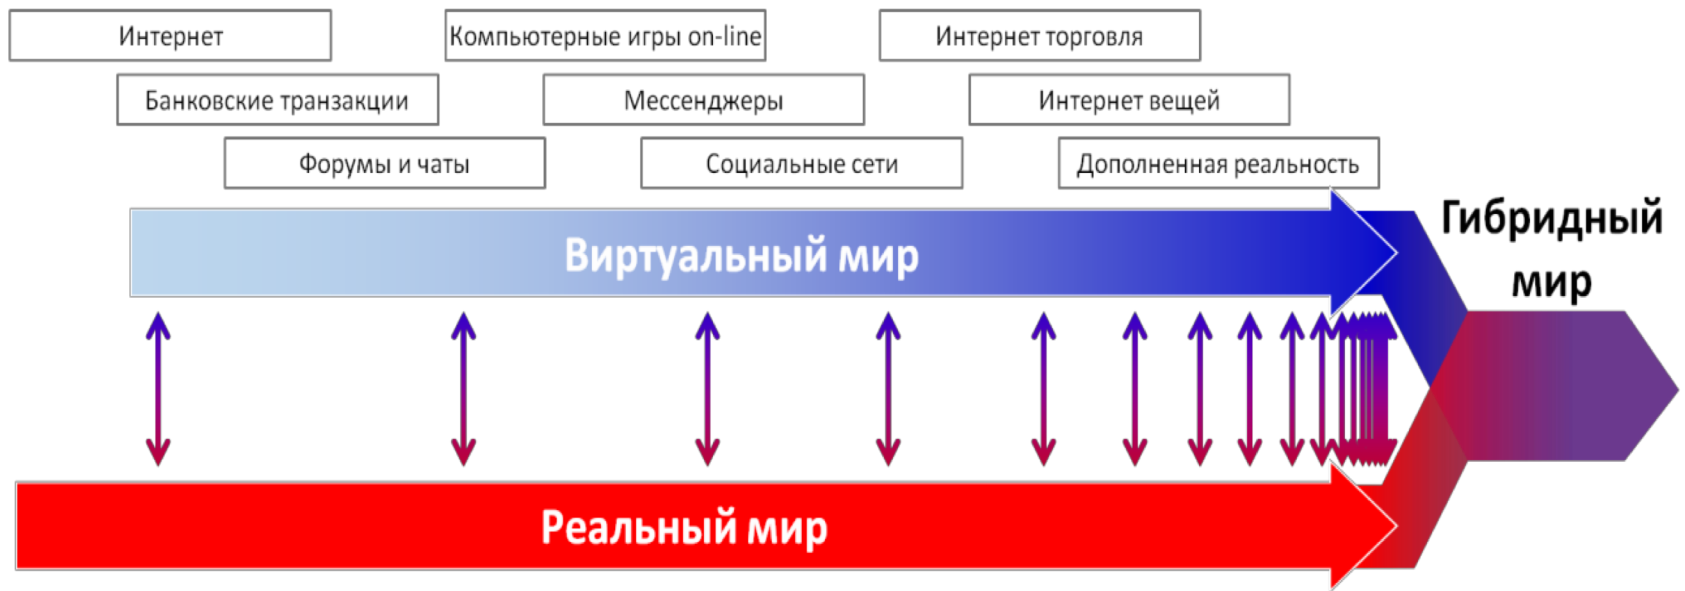 Интернет
Компьютерные игры on-line
Интернет торговля
Банковские транзакции
Мессенджеры
Интернет вещей
Форумы и чаты
Социальные сети
Дополненная реальность
Виртуальный мир
Гибридный
мир
Реальный мир